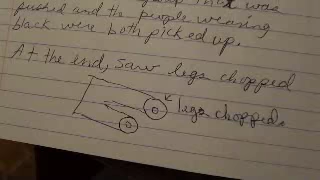 pushed and the people wearing
black were both picked up.
At the end, saw legs chopped
legs chopped.